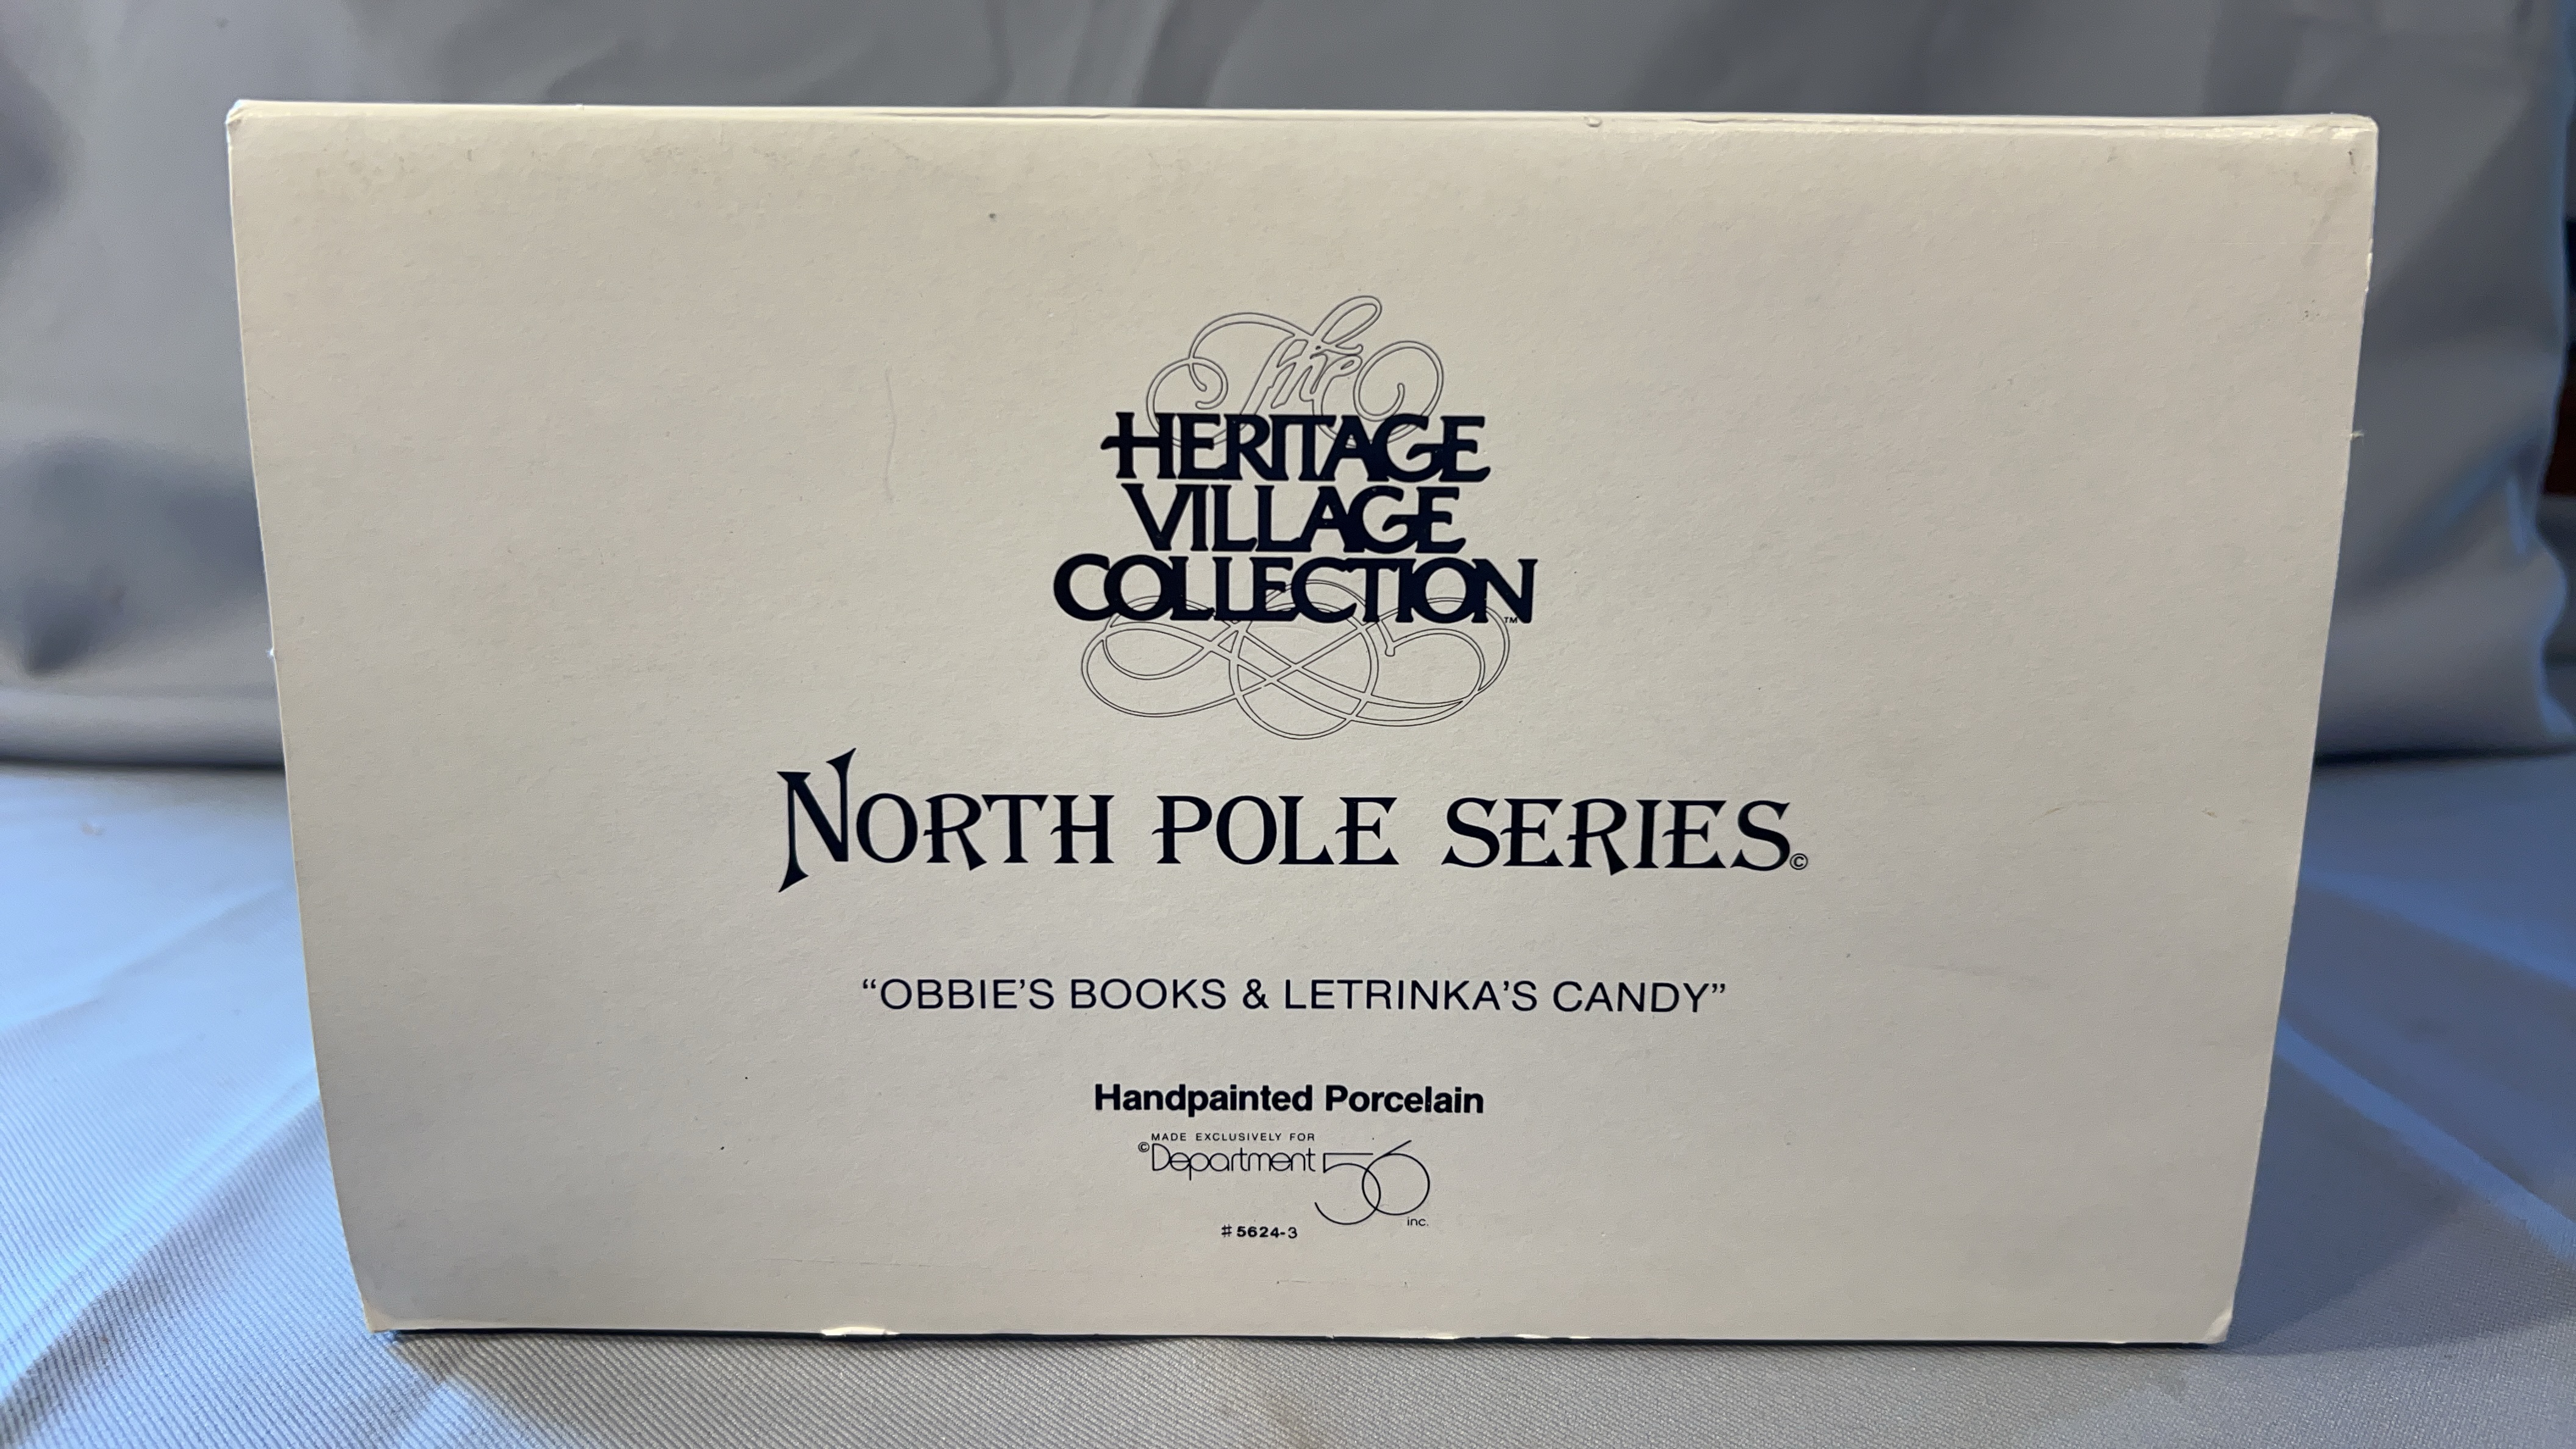 The
HERITAGE
VILLAGE
COLLECTION™
NORTH POLE SERIES©
“OBBIE'S BOOKS & LETRINKA'S CANDY”
Handpainted Porcelain
MADE EXCLUSIVELY FOR
©Department 56
inc.
#5624-3